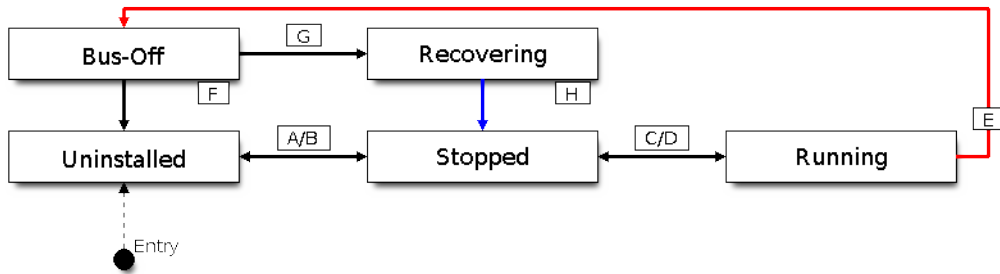 G
Bus-Off
Recovering
F
H
E
A/B
C/D
Uninstalled
Stopped
Running
Entry